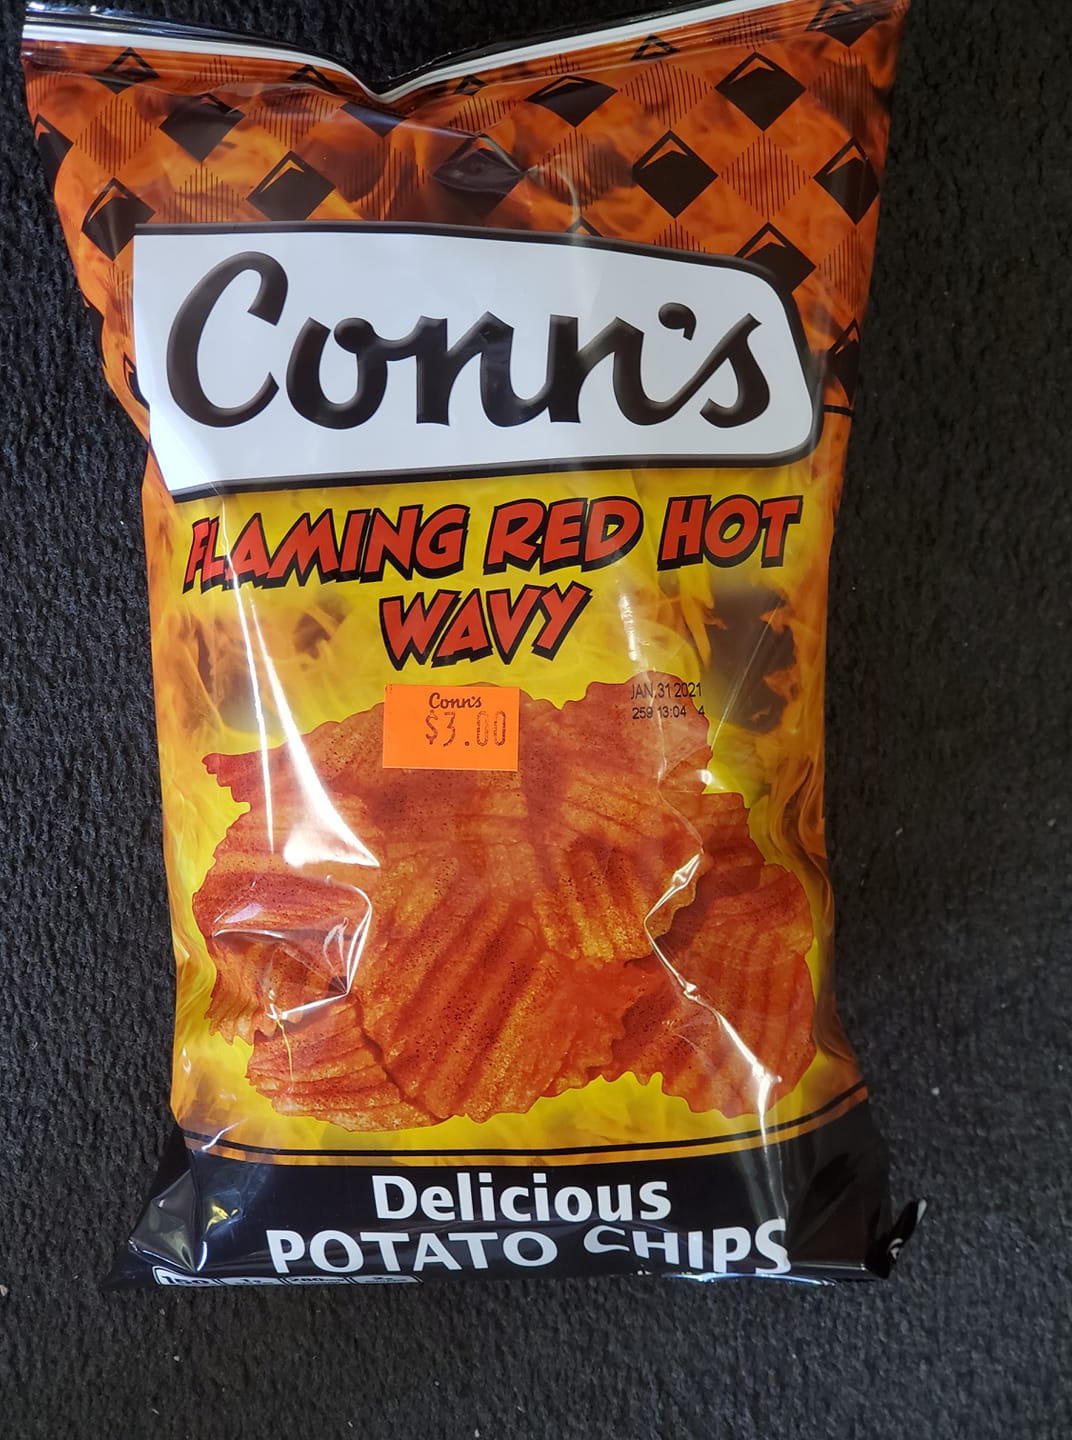 Conn's
FLAMING RED HOT
WAVY
Conn's
$3.00
JAN.31 2021
259 13:04 4
Delicious
POTATO CHIPS